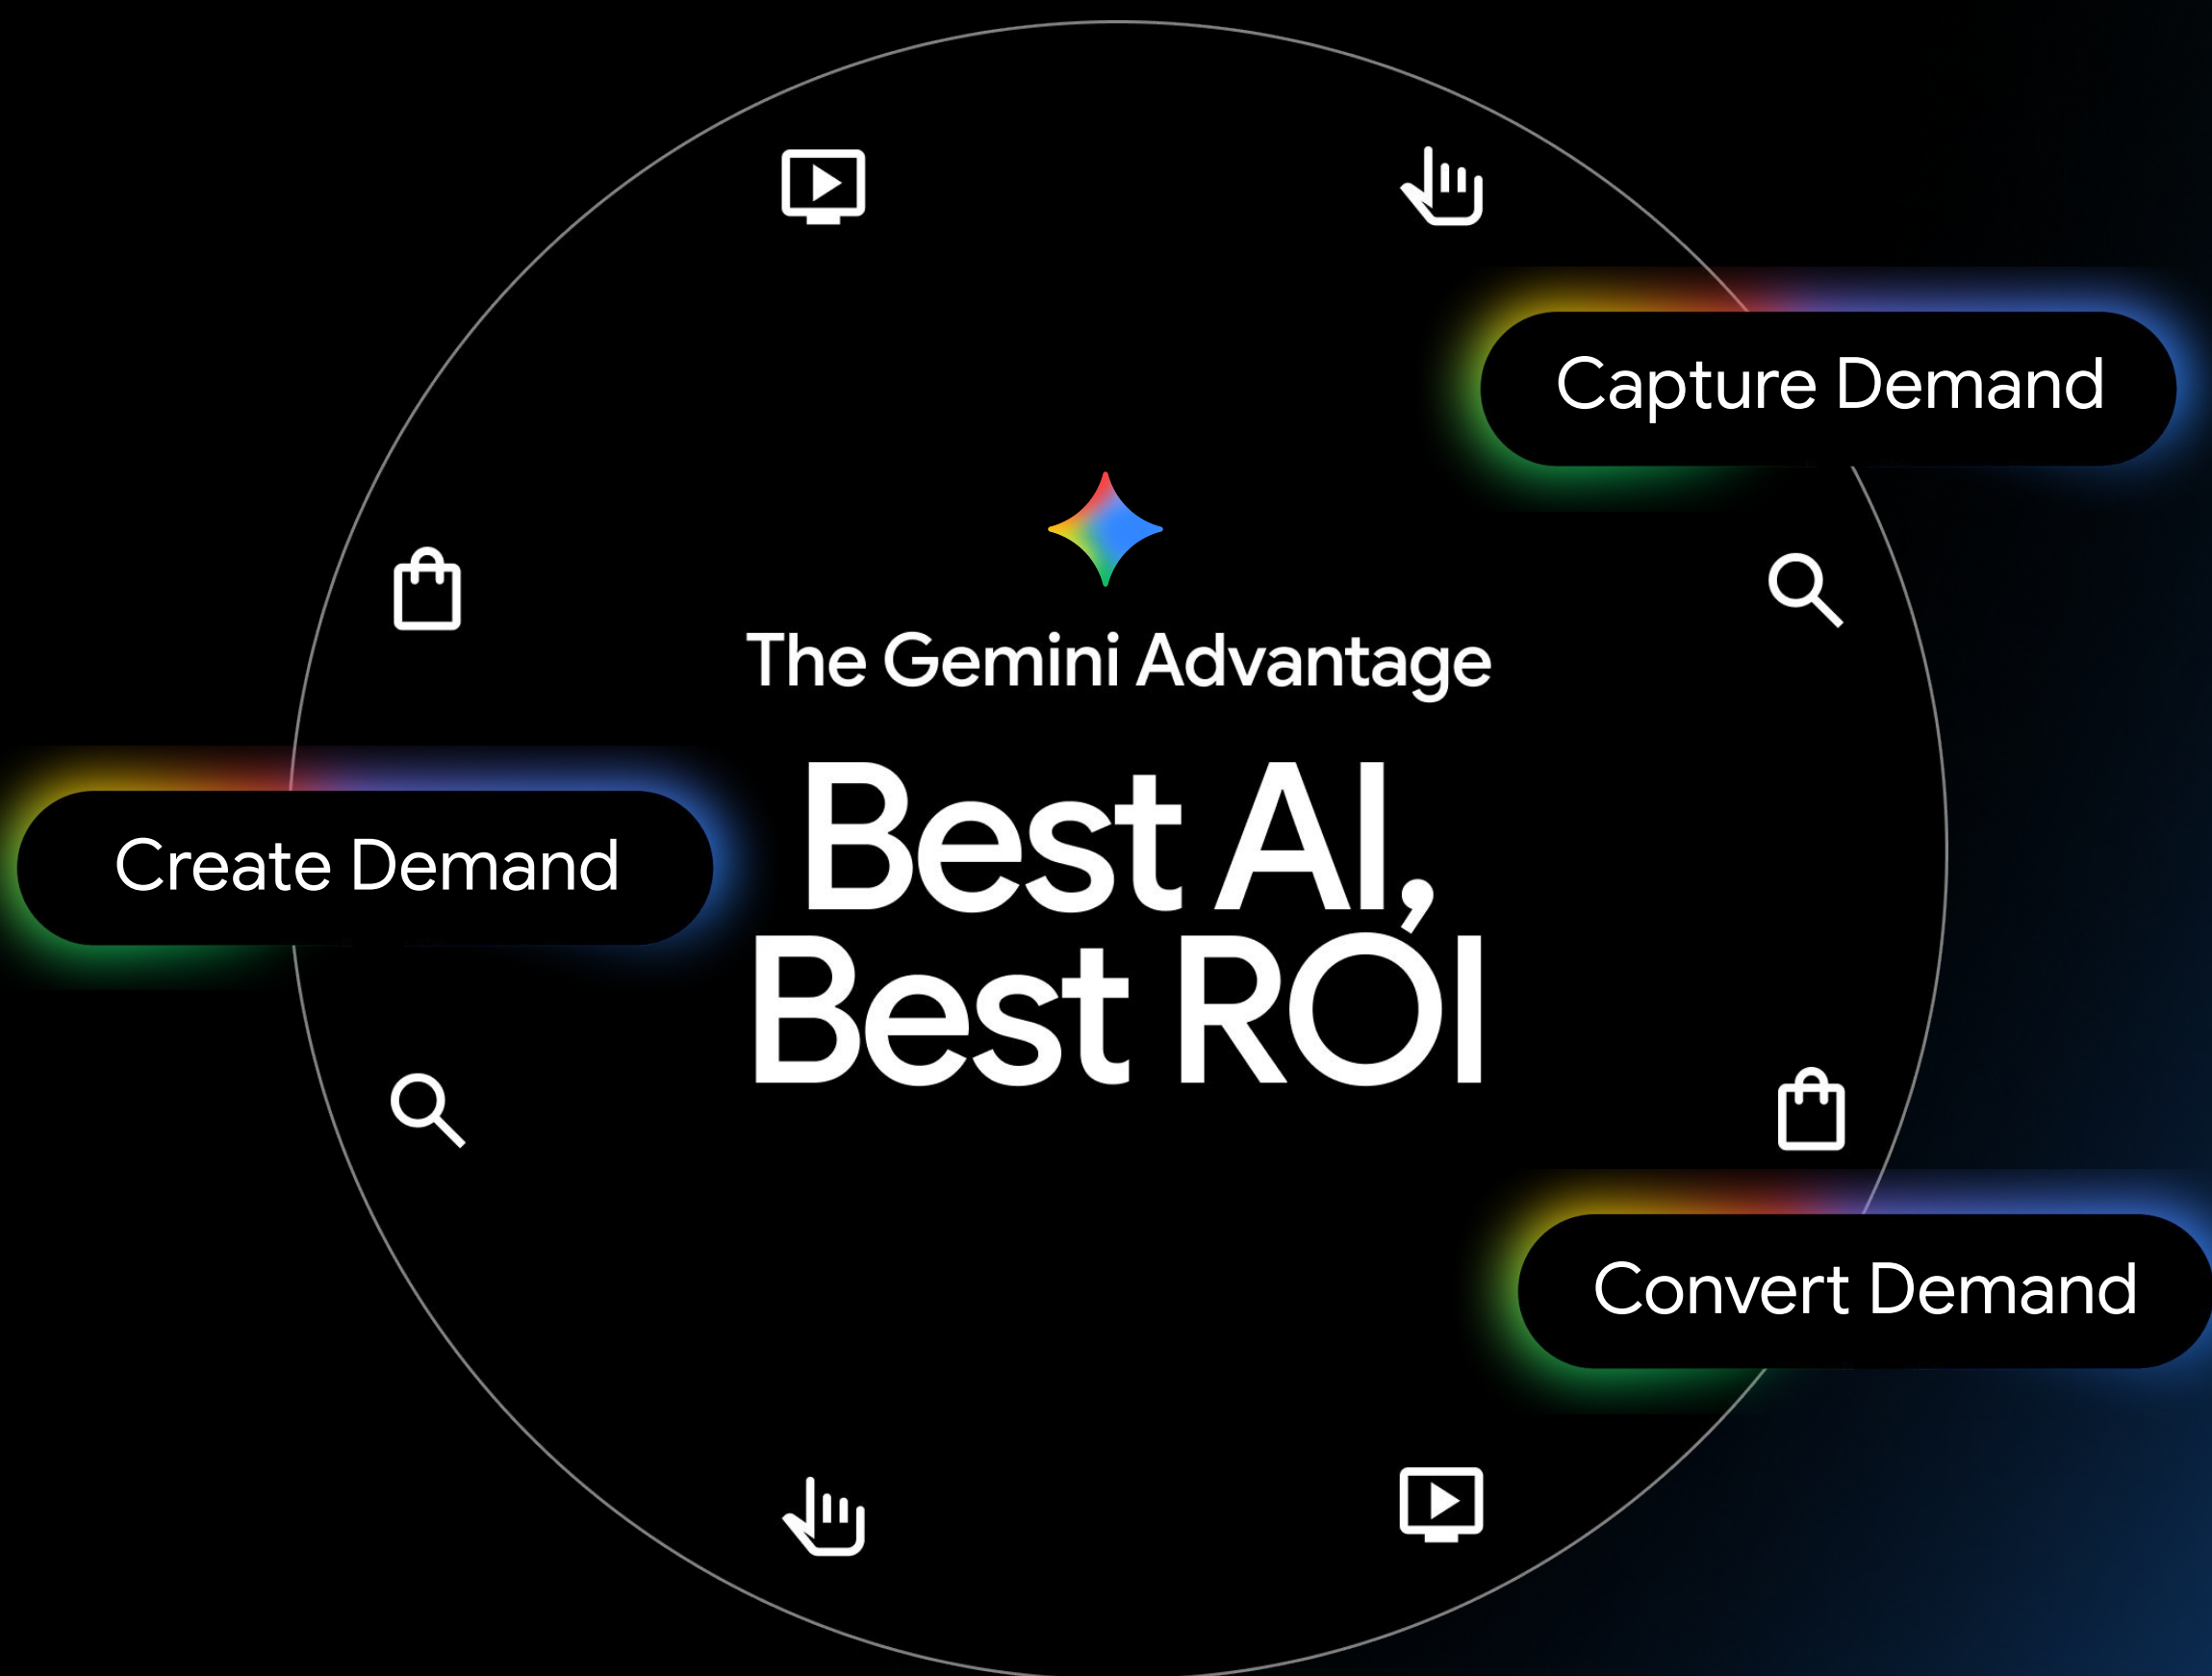 Capture Demand
The Gemini Advantage
Best AI,
Best ROI
Create Demand
Convert Demand